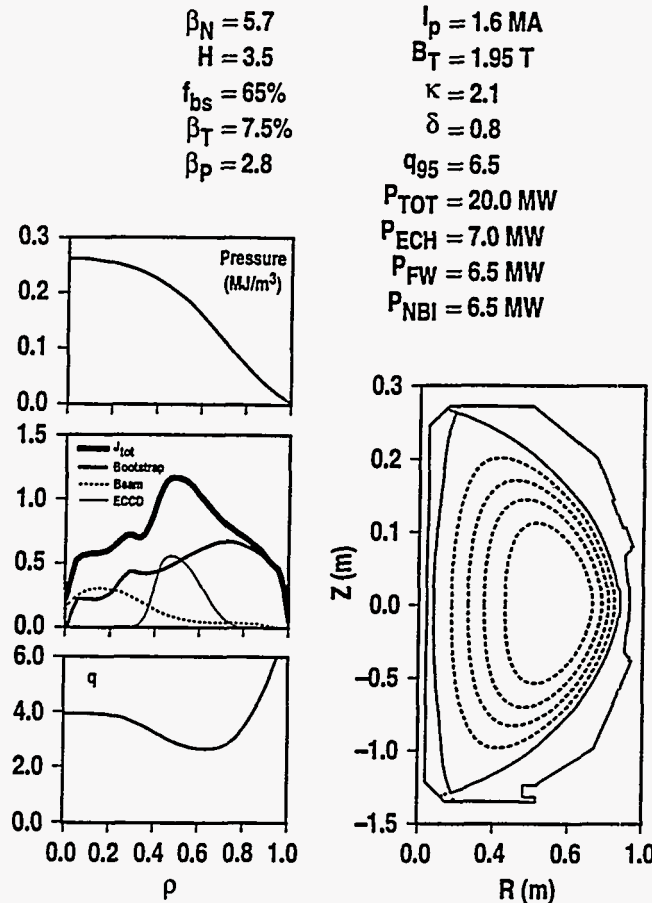 β_N = 5.7
H = 3.5
f_bs = 65%
β_T = 7.5%
β_P = 2.8
I_p = 1.6 MA
B_T = 1.95 T
κ = 2.1
δ = 0.8
q_95 = 6.5
P_TOT = 20.0 MW
P_ECH = 7.0 MW
P_FW = 6.5 MW
P_NBI = 6.5 MW
0.3
Pressure
(MJ/m³)
0.2
0.1
0.0
1.5
J_tot
Bootstrap
Beam
ECCD
1.0
0.5
0.0
6.0
q
4.0
2.0
0.0
0.0 0.2 0.4 0.6 0.8 1.0
ρ
0.3
0.2
0.1
Z (m)
0.0
−0.5
−1.0
−1.5
0.0 0.4 0.6 1.0
R (m)